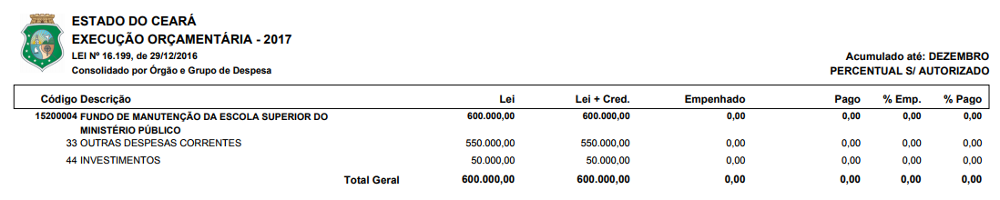 ESTADO DO CEARÁ
EXECUÇÃO ORÇAMENTÁRIA - 2017
LEI Nº 16.199, de 29/12/2016
Consolidado por Órgão e Grupo de Despesa
Acumulado até: DEZEMBRO
PERCENTUAL S/ AUTORIZADO
Código Descrição Lei Lei + Cred. Empenhado Pago % Emp. % Pago
15200004 FUNDO DE MANUTENÇÃO DA ESCOLA SUPERIOR DO 600.000,00 600.000,00 0,00 0,00 0,00 0,00
MINISTÉRIO PÚBLICO
33 OUTRAS DESPESAS CORRENTES 550.000,00 550.000,00 0,00 0,00 0,00 0,00
44 INVESTIMENTOS 50.000,00 50.000,00 0,00 0,00 0,00 0,00
Total Geral 600.000,00 600.000,00 0,00 0,00 0,00 0,00